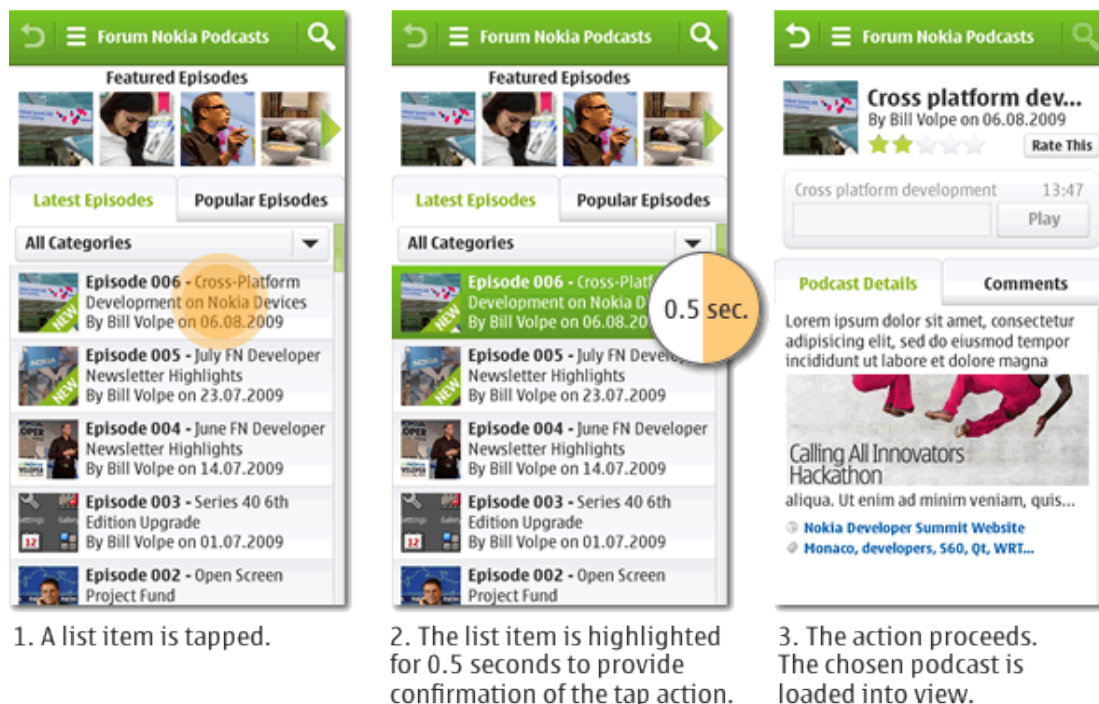 Forum Nokia Podcasts
Featured Episodes
Latest Episodes
Popular Episodes
All Categories
Episode 006 - Cross-Platform
Development on Nokia Devices
By Bill Volpe on 06.08.2009
NEW
Episode 005 - July FN Developer
Newsletter Highlights
By Bill Volpe on 23.07.2009
NEW
Episode 004 - June FN Developer
Newsletter Highlights
By Bill Volpe on 14.07.2009
Episode 003 - Series 40 6th
Edition Upgrade
By Bill Volpe on 01.07.2009
12
Episode 002 - Open Screen
Project Fund
1. A list item is tapped.
Forum Nokia Podcasts
Featured Episodes
Latest Episodes
Popular Episodes
All Categories
Episode 006 - Cross-Platf
Development on Nokia D
By Bill Volpe on 06.08.20
NEW
0.5 sec.
Episode 005 - July FN Devel
Newsletter Highlights
By Bill Volpe on 23.07.2009
NEW
Episode 004 - June FN Developer
Newsletter Highlights
By Bill Volpe on 14.07.2009
Episode 003 - Series 40 6th
Edition Upgrade
By Bill Volpe on 01.07.2009
12
Episode 002 - Open Screen
Project Fund
2. The list item is highlighted
for 0.5 seconds to provide
confirmation of the tap action.
Forum Nokia Podcasts
Cross platform dev...
By Bill Volpe on 06.08.2009
Rate This
Cross platform development 13:47
Play
Podcast Details
Comments
Lorem ipsum dolor sit amet, consectetur
adipisicing elit, sed do eiusmod tempor
incididunt ut labore et dolore magna
Calling All Innovators
Hackathon
aliqua. Ut enim ad minim veniam, quis...
Nokia Developer Summit Website
Monaco, developers, S60, Qt, WRT...
3. The action proceeds.
The chosen podcast is
loaded into view.